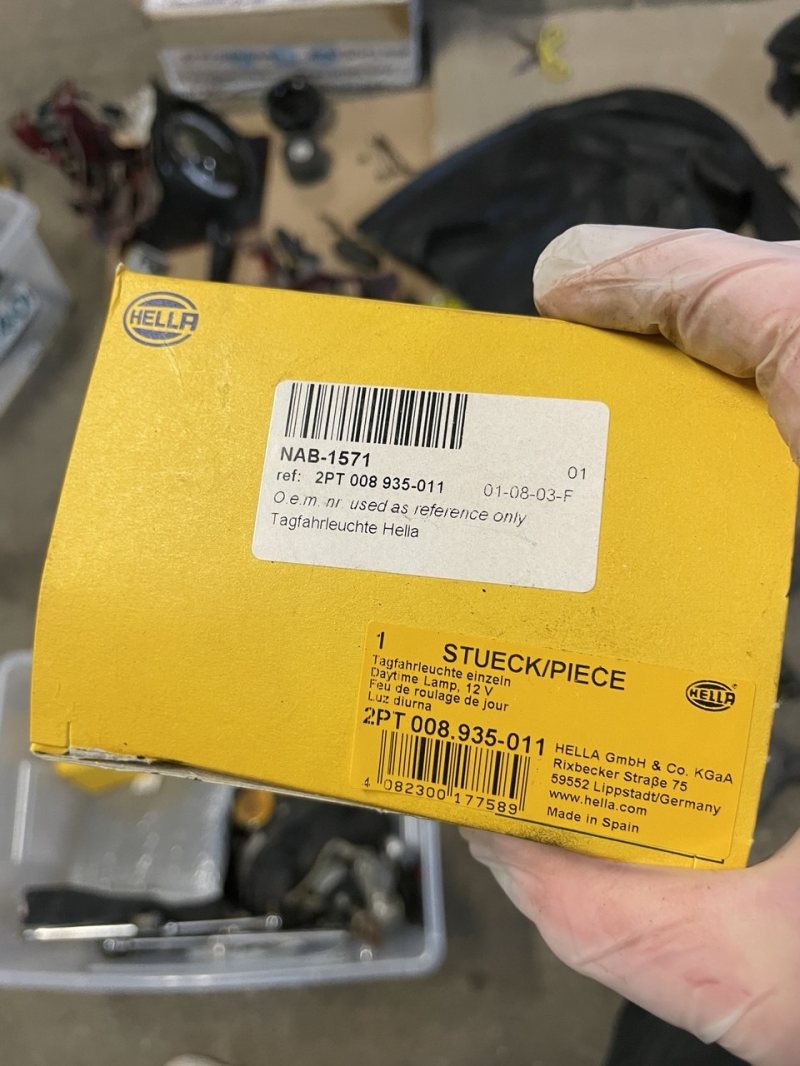 HELLA
NAB-1571
01
ref: 2PT 008 935-011
01-08-03-F
O.e.m. nr. used as reference only
Tagfahrleuchte Hella
1 STUECK/PIECE
Tagfahrleuchte einzeln
Daytime Lamp, 12 V
Feu de roulage de jour
Luz diurna
HELLA
2PT 008.935-011
4 082300 177589
HELLA GmbH & Co. KGaA
Rixbecker Straße 75
59552 Lippstadt/Germany
www.hella.com
Made in Spain